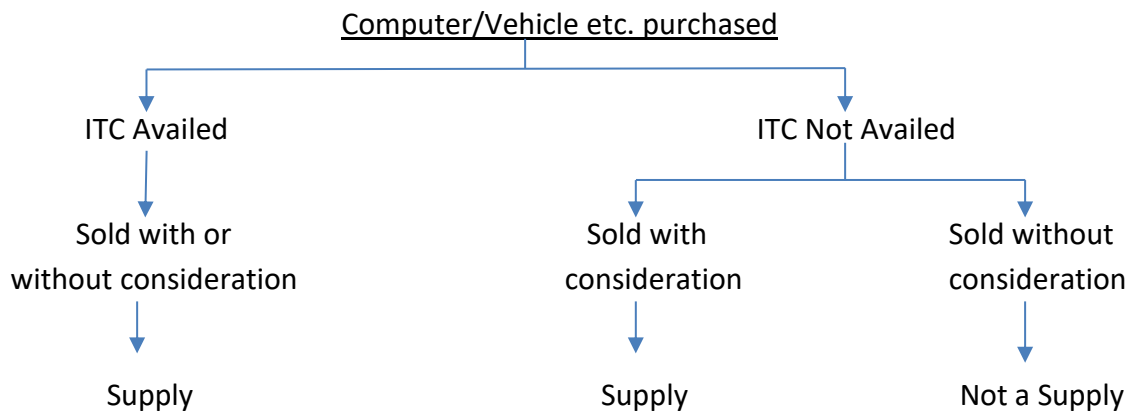 Computer/Vehicle etc. purchased
ITC Availed
ITC Not Availed
Sold with or
without consideration
Sold with
consideration
Sold without
consideration
Supply
Supply
Not a Supply